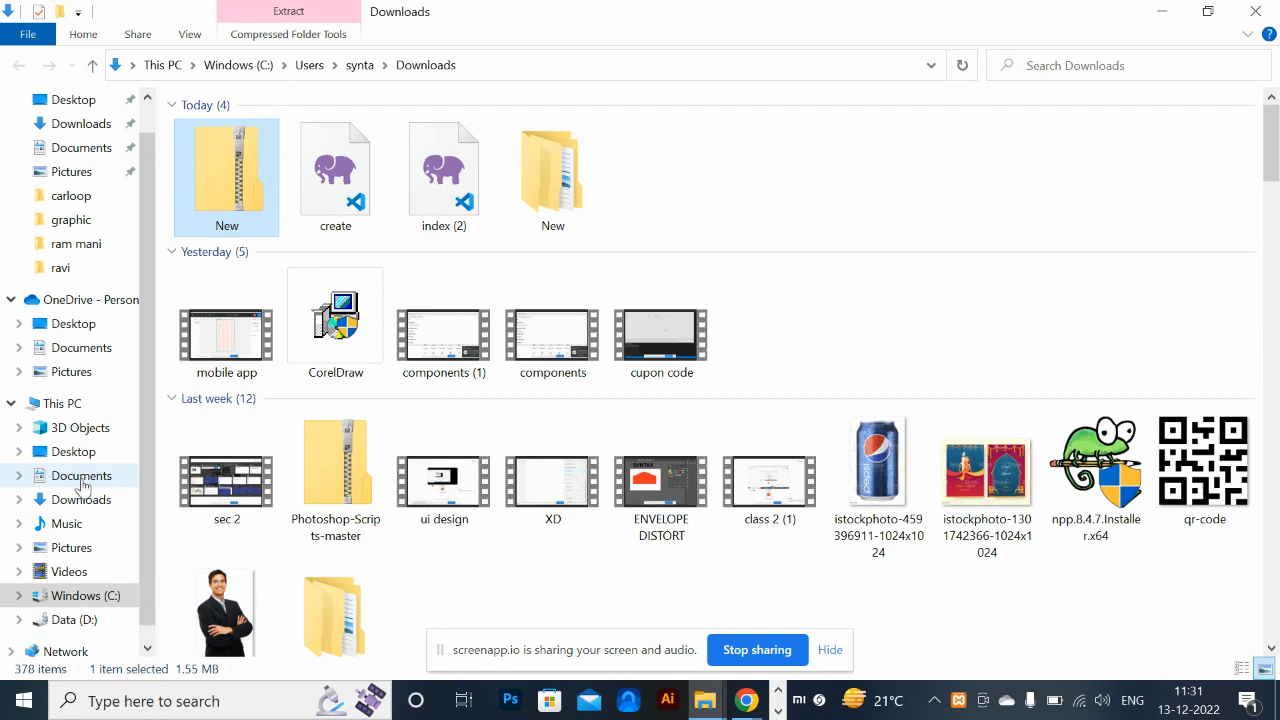 Extract
Downloads
File
Home
Share
View
Compressed Folder Tools
This PC
Windows (C:)
Users
synta
Downloads
Search Downloads
Desktop
Downloads
Documents
Pictures
carloop
graphic
ram mani
ravi
OneDrive - Person
Desktop
Documents
Pictures
This PC
3D Objects
Desktop
Documents
Downloads
Music
Pictures
Videos
Windows (C:)
Data (D:)
Network
Today (4)
New
create
index (2)
New
Yesterday (5)
mobile app
CorelDraw
components (1)
components
cupon code
Last week (12)
sec 2
Photoshop-Scrip
ts-master
ui design
XD
ENVELOPE
DISTORT
class 2 (1)
istockphoto-459
396911-1024x10
24
istockphoto-130
1742366-1024x1
024
npp.8.4.7.Installe
r.x64
qr-code
pepsi
screenapp.io is sharing your screen and audio.
Stop sharing
Hide
378 items
1 item selected
1.55 MB
Type here to search
Ps
Ai
mi
21°C
ENG
11:31
13-12-2022
1